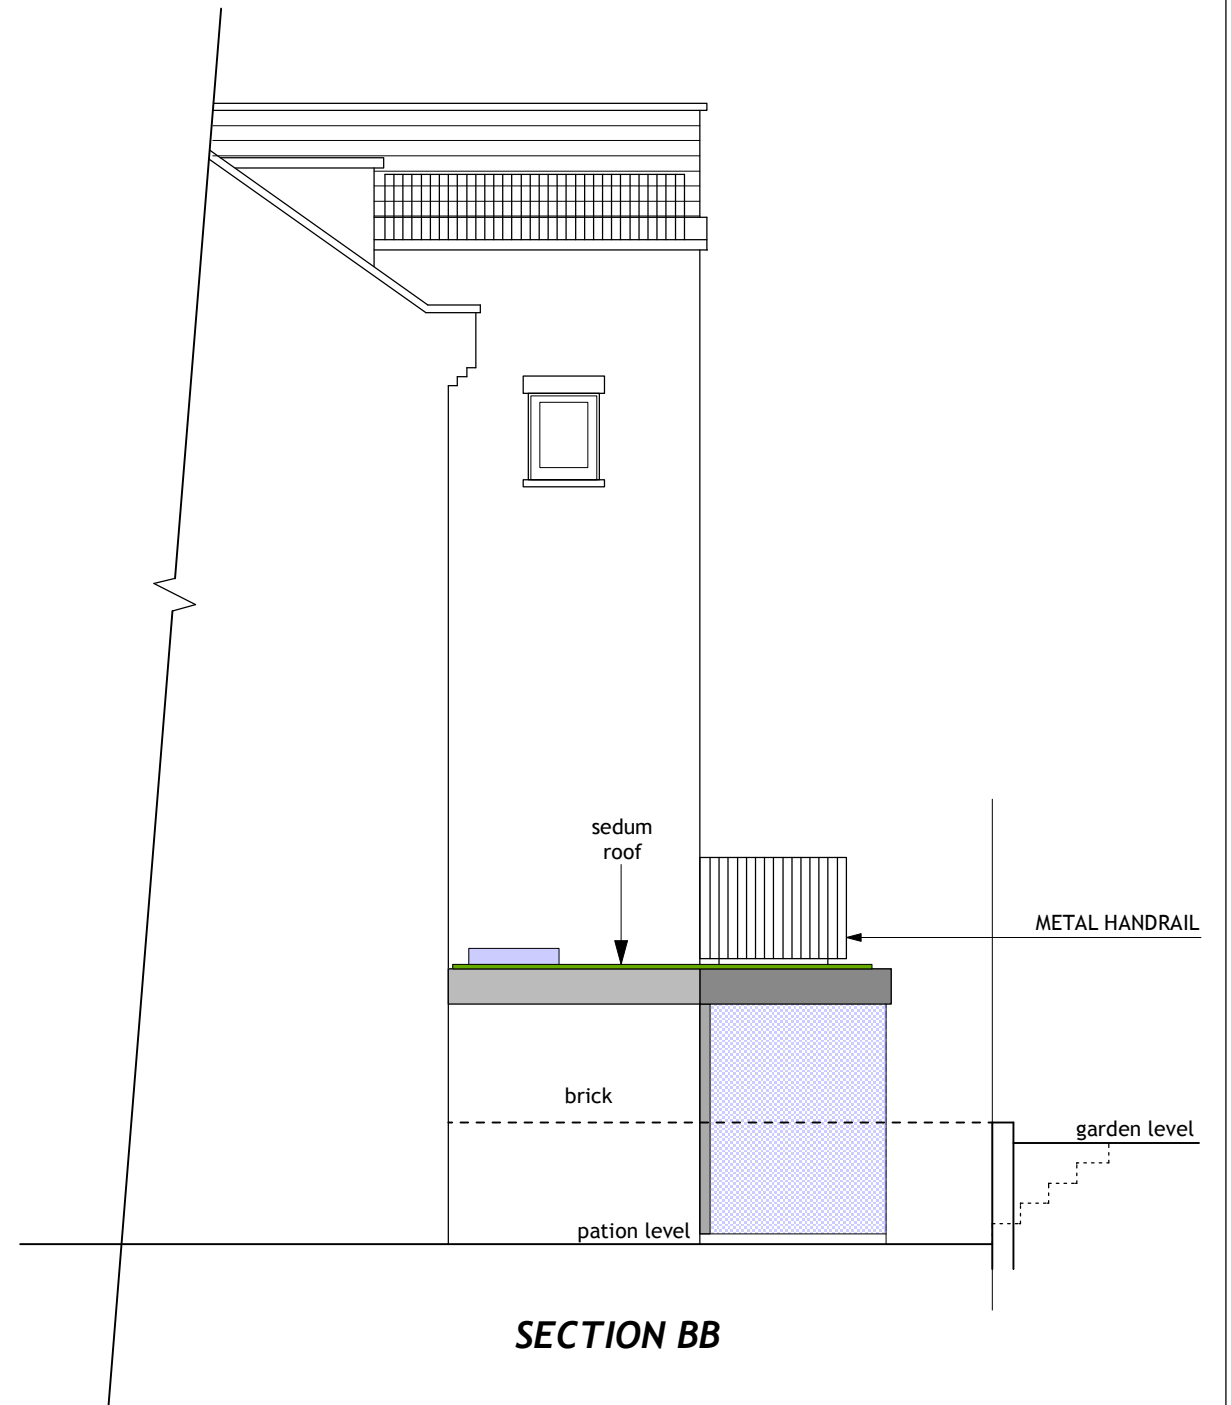 sedum
roof
METAL HANDRAIL
brick
garden level
pation level
SECTION BB